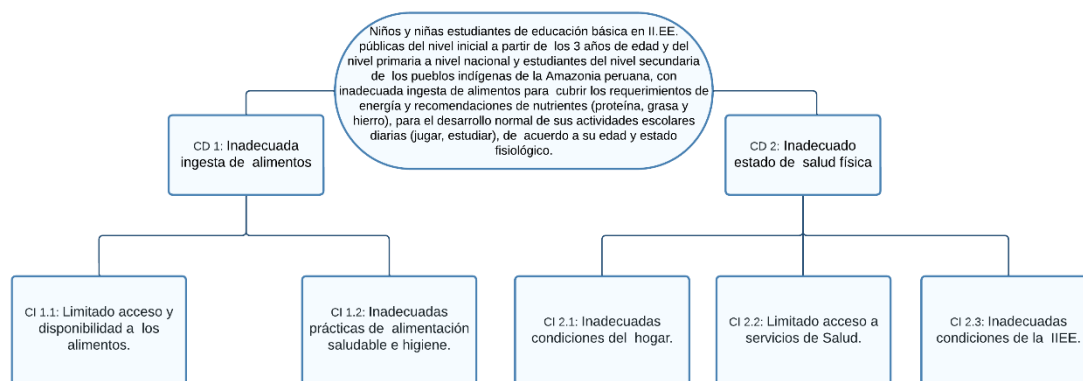 Niños y niñas estudiantes de educación básica en II.EE.
públicas del nivel inicial a partir de los 3 años de edad y del
nivel primaria a nivel nacional y estudiantes del nivel secundaria
de los pueblos indígenas de la Amazonia peruana, con
inadecuada ingesta de alimentos para cubrir los requerimientos de
energía y recomendaciones de nutrientes (proteína, grasa y
hierro), para el desarrollo normal de sus actividades escolares
diarias (jugar, estudiar), de acuerdo a su edad y estado
fisiológico.
CD 1: Inadecuada
ingesta de alimentos
CD 2: Inadecuado
estado de salud física
CI 1.1: Limitado acceso y
disponibilidad a los
alimentos.
CI 1.2: Inadecuadas
prácticas de alimentación
saludable e higiene.
CI 2.1: Inadecuadas
condiciones del hogar.
CI 2.2: Limitado acceso a
servicios de Salud.
CI 2.3: Inadecuadas
condiciones de la IIEE.